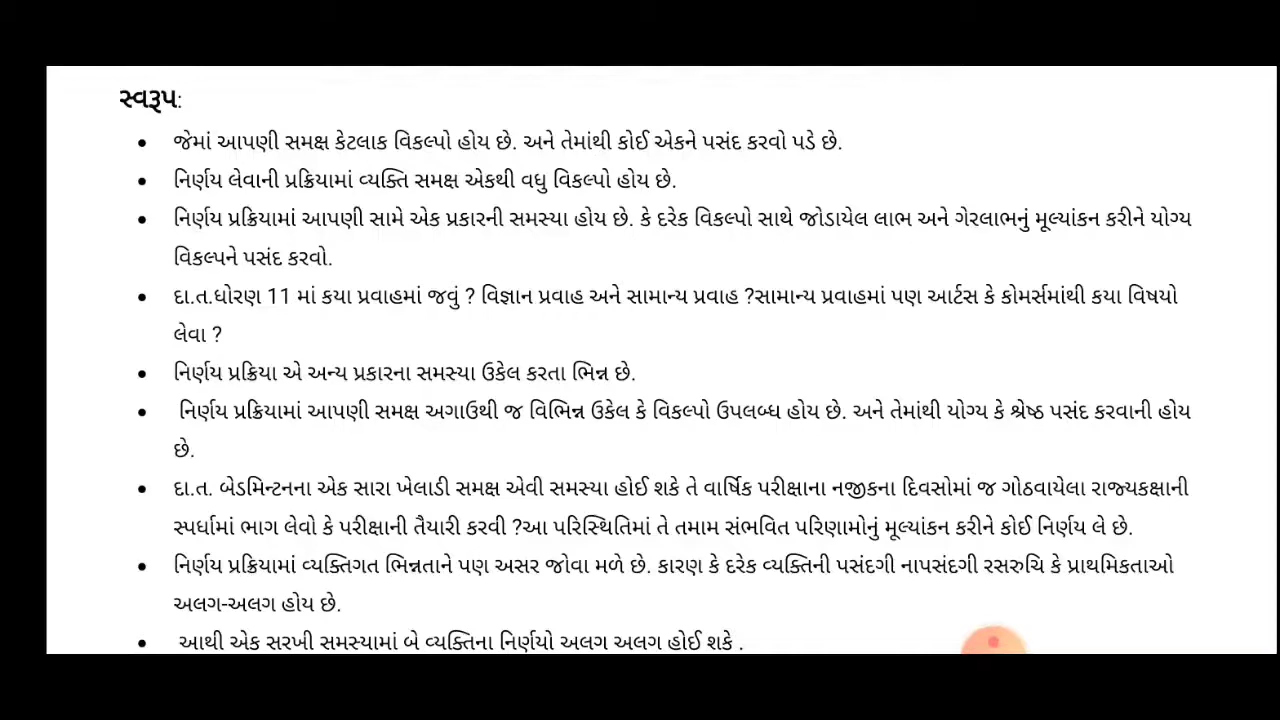 સ્વરૂપ:
• જેમાં આપણી સમક્ષ કેટલાક વિકલ્પો હોય છે. અને તેમાંથી કોઈ એકને પસંદ કરવો પડે છે.
• નિર્ણય લેવાની પ્રક્રિયામાં વ્યક્તિ સમક્ષ એકથી વધુ વિકલ્પો હોય છે.
• નિર્ણય પ્રક્રિયામાં આપણી સામે એક પ્રકારની સમસ્યા હોય છે. કે દરેક વિકલ્પો સાથે જોડાયેલ લાભ અને ગેરલાભનું મૂલ્યાંકન કરીને યોગ્ય
વિકલ્પને પસંદ કરવો.
• દા.ત.ધોરણ 11 માં કયા પ્રવાહમાં જવું ? વિજ્ઞાન પ્રવાહ અને સામાન્ય પ્રવાહ ?સામાન્ય પ્રવાહમાં પણ આર્ટસ કે કોમર્સમાંથી કયા વિષયો
લેવા ?
• નિર્ણય પ્રક્રિયા એ અન્ય પ્રકારના સમસ્યા ઉકેલ કરતા ભિન્ન છે.
• નિર્ણય પ્રક્રિયામાં આપણી સમક્ષ અગાઉથી જ વિભિન્ન ઉકેલ કે વિકલ્પો ઉપલબ્ધ હોય છે. અને તેમાંથી યોગ્ય કે શ્રેષ્ઠ પસંદ કરવાની હોય
છે.
• દા.ત. બેડમિન્ટનના એક સારા ખેલાડી સમક્ષ એવી સમસ્યા હોઈ શકે તે વાર્ષિક પરીક્ષાના નજીકના દિવસોમાં જ ગોઠવાયેલા રાજ્યકક્ષાની
સ્પર્ધામાં ભાગ લેવો કે પરીક્ષાની તૈયારી કરવી ?આ પરિસ્થિતિમાં તે તમામ સંભવિત પરિણામોનું મૂલ્યાંકન કરીને કોઈ નિર્ણય લે છે.
• નિર્ણય પ્રક્રિયામાં વ્યક્તિગત ભિન્નતાને પણ અસર જોવા મળે છે. કારણ કે દરેક વ્યક્તિની પસંદગી નાપસંદગી રસરુચિ કે પ્રાથમિકતાઓ
અલગ-અલગ હોય છે.
• આથી એક સરખી સમસ્યામાં બે વ્યક્તિના નિર્ણયો અલગ અલગ હોઈ શકે .